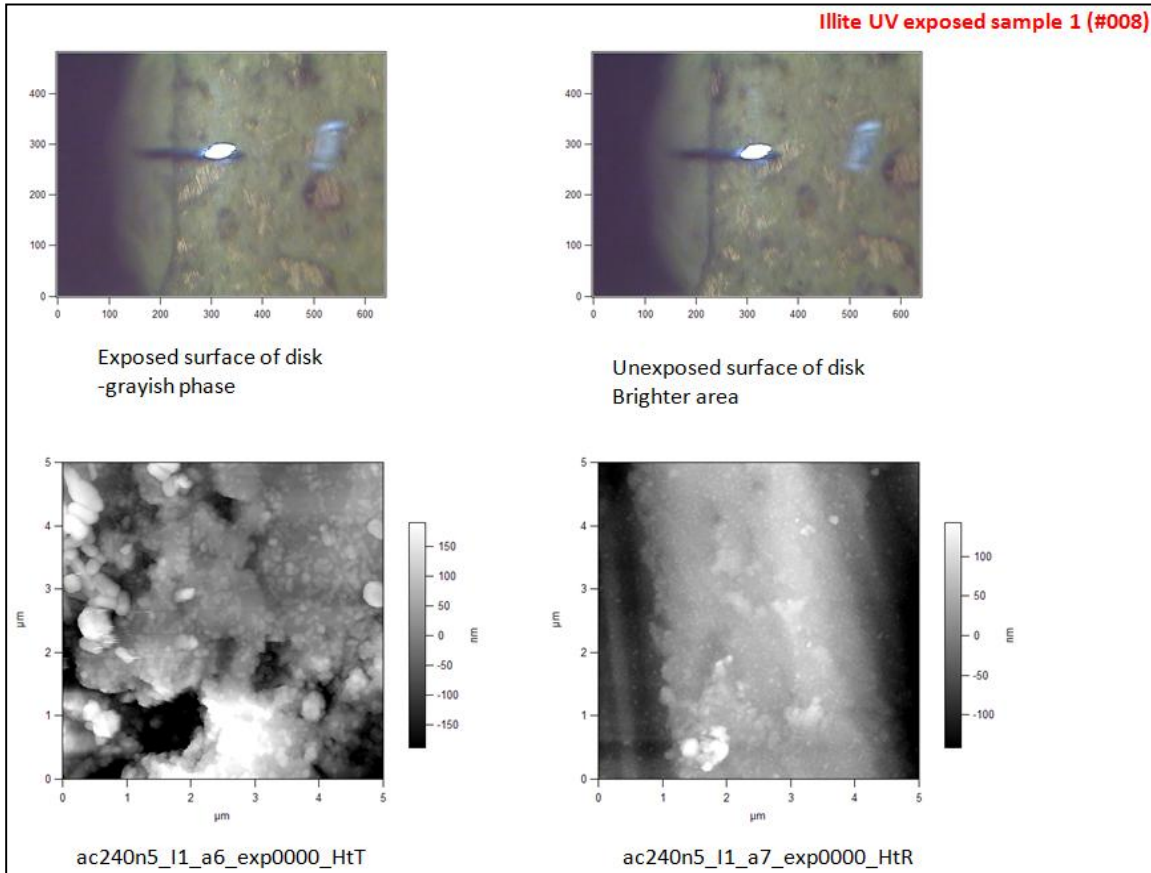 Illite UV exposed sample 1 (#008)
400
300
200
100
0
0 100 200 300 400 500 600
400
300
200
100
0
0 100 200 300 400 500 600
Exposed surface of disk
-grayish phase
Unexposed surface of disk
Brighter area
5
4
3
2
1
0
µm
0 1 2 3 4 5
µm
150
100
50
0
-50
-100
-150
nm
5
4
3
2
1
0
µm
0 1 2 3 4 5
µm
100
50
0
-50
-100
nm
ac240n5_I1_a6_exp0000_HtT
ac240n5_I1_a7_exp0000_HtR